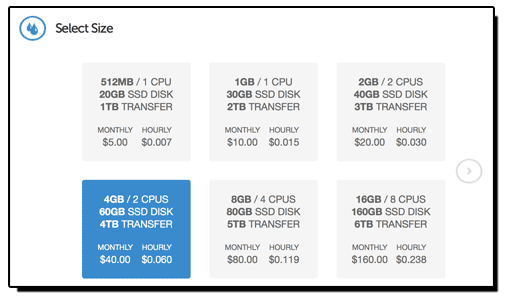 Select Size
512MB / 1 CPU
20GB SSD DISK
1TB TRANSFER
MONTHLY HOURLY
$5.00 $0.007
1GB / 1 CPU
30GB SSD DISK
2TB TRANSFER
MONTHLY HOURLY
$10.00 $0.015
2GB / 2 CPUS
40GB SSD DISK
3TB TRANSFER
MONTHLY HOURLY
$20.00 $0.030
4GB / 2 CPUS
60GB SSD DISK
4TB TRANSFER
MONTHLY HOURLY
$40.00 $0.060
8GB / 4 CPUS
80GB SSD DISK
5TB TRANSFER
MONTHLY HOURLY
$80.00 $0.119
16GB / 8 CPUS
160GB SSD DISK
6TB TRANSFER
MONTHLY HOURLY
$160.00 $0.238